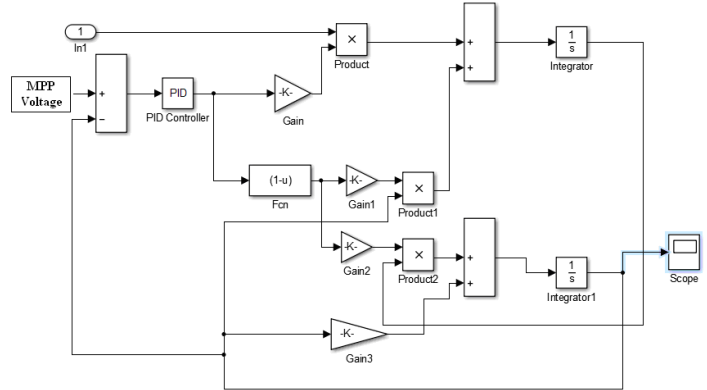 1
In1
×
Product
+
+
1
s
Integrator
MPP
Voltage
+
−
PID
PID Controller
-K-
Gain
(1-u)
Fcn
-K-
Gain1
×
Product1
-K-
Gain2
×
Product2
+
+
1
s
Integrator1
Scope
-K-
Gain3